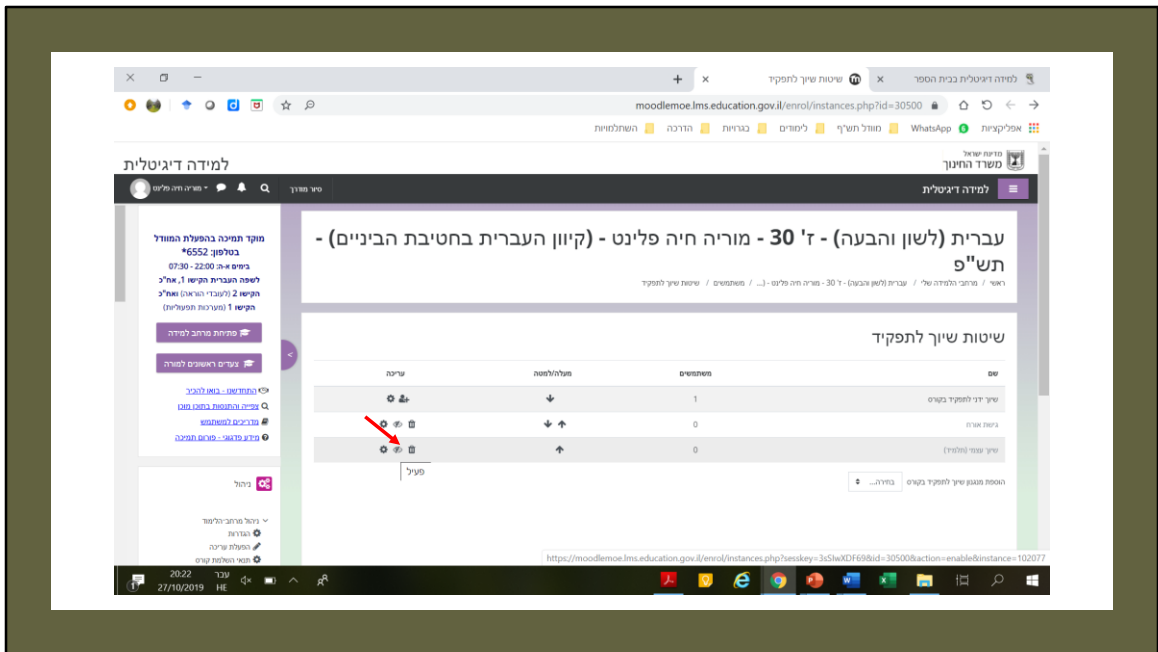 למידה דיגיטלית בבית הספר
שיטות שיוך לתפקיד
moodlemoe.lms.education.gov.il/enrol/instances.php?id=30500
אפליקציות
WhatsApp
מוודל תש"ף
לימודים
בגרויות
הדרכה
השתלמויות
מדינת ישראל
משרד החינוך
למידה דיגיטלית
למידה דיגיטלית
סיור מודרך
מוריה חיה פלינט
עברית (לשון והבעה) - ז' 30 - מוריה חיה פלינט - (קיוון העברית בחטיבת הביניים) -
תש"פ
ראשי / מרחבי הלמידה שלי / עברית (לשון והבעה) - ז' 30 - מוריה חיה פלינט - (... / משתמשים / שיטות שיוך לתפקיד
שיטות שיוך לתפקיד
שם משתמשים מעלה/למטה עריכה
שיוך ידני לתפקיד בקורס 1
גישת אורח 0
שיוך עצמי (תלמיד) 0
פעיל
הוספת מנגנון שיוך לתפקיד בקורס בחירה...
מוקד תמיכה בהפעלת המוודל
בטלפון: 6552*
בימים א-ה: 22:00 - 07:30
לשפה העברית הקישו 1, אח"כ
הקישו 2 (לעובדי הוראה) ואח"כ
הקישו 1 (מערכות תפעוליות)
פתיחת מרחב למידה
צעדים ראשונים למורה
התחדשנו - בואו להכיר
צפייה והתנסות בתוכן מוכן
מדריכים למשתמש
מידע פדגוגי - פורום תמיכה
ניהול
ניהול מרחב-הלימוד
הגדרות
הפעלת עריכה
תנאי השלמת קורס
https://moodlemoe.lms.education.gov.il/enrol/instances.php?sesskey=3s5IwXDF69&id=30500&action=enable&instance=102077
20:22
27/10/2019
עבר
HE
1